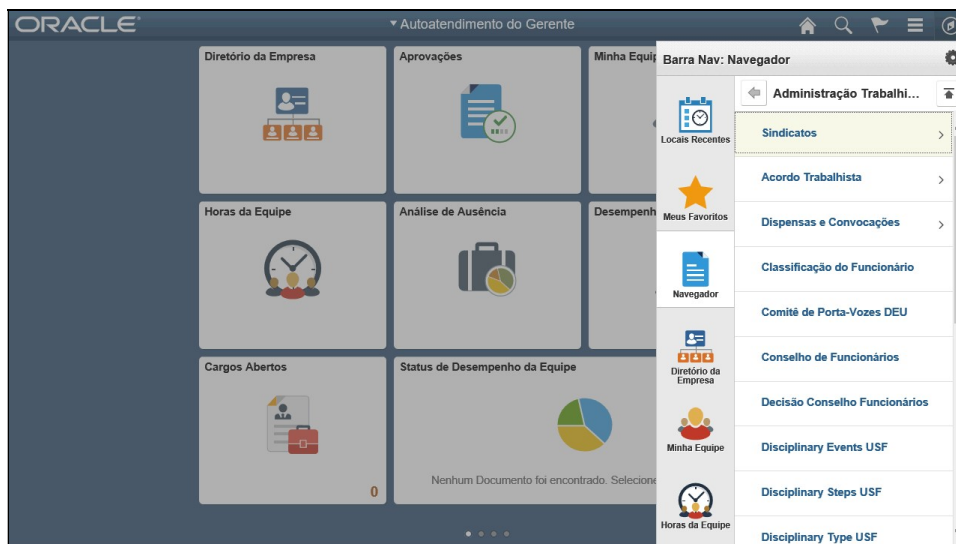 ORACLE
Autoatendimento do Gerente
Diretório da Empresa
Aprovações
Minha Equip
Horas da Equipe
Análise de Ausência
Desempenh
Cargos Abertos
0
Status de Desempenho da Equipe
Nenhum Documento foi encontrado. Selecione
Barra Nav: Navegador
Locais Recentes
Meus Favoritos
Navegador
Diretório da
Empresa
Minha Equipe
Horas da Equipe
Administração Trabalhi...
Sindicatos
Acordo Trabalhista
Dispensas e Convocações
Classificação do Funcionário
Comitê de Porta-Vozes DEU
Conselho de Funcionários
Decisão Conselho Funcionários
Disciplinary Events USF
Disciplinary Steps USF
Disciplinary Type USF